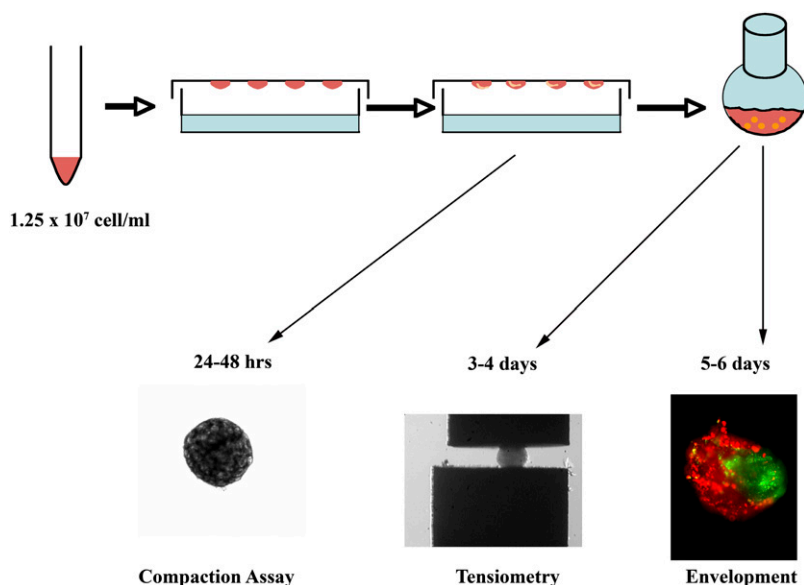 1.25 x 10⁷ cell/ml
24-48 hrs
3-4 days
5-6 days
Compaction Assay
Tensiometry
Envelopment